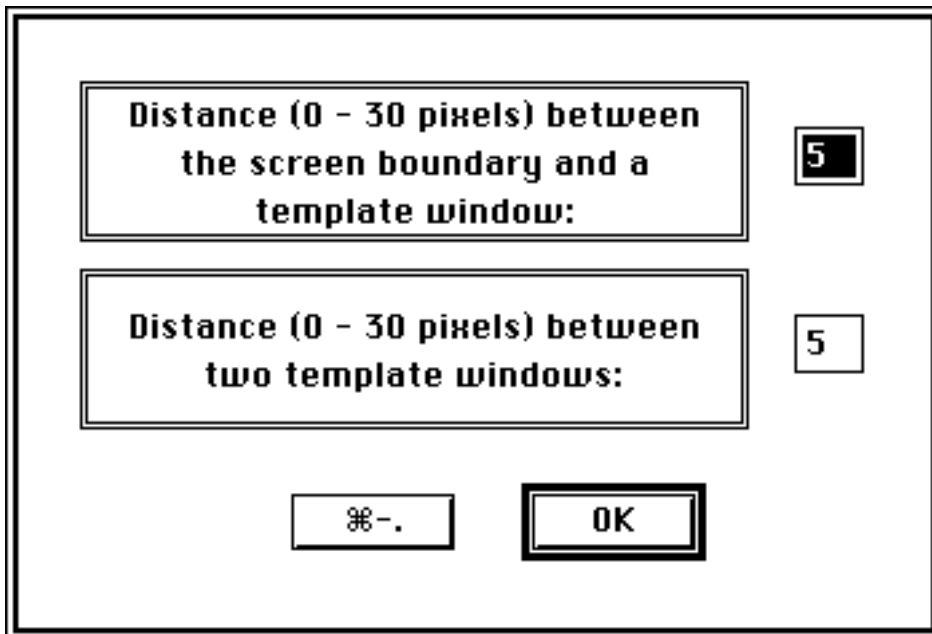 Distance (0 - 30 pixels) between
the screen boundary and a
template window:
5
Distance (0 - 30 pixels) between
two template windows:
5
⌘-.
OK